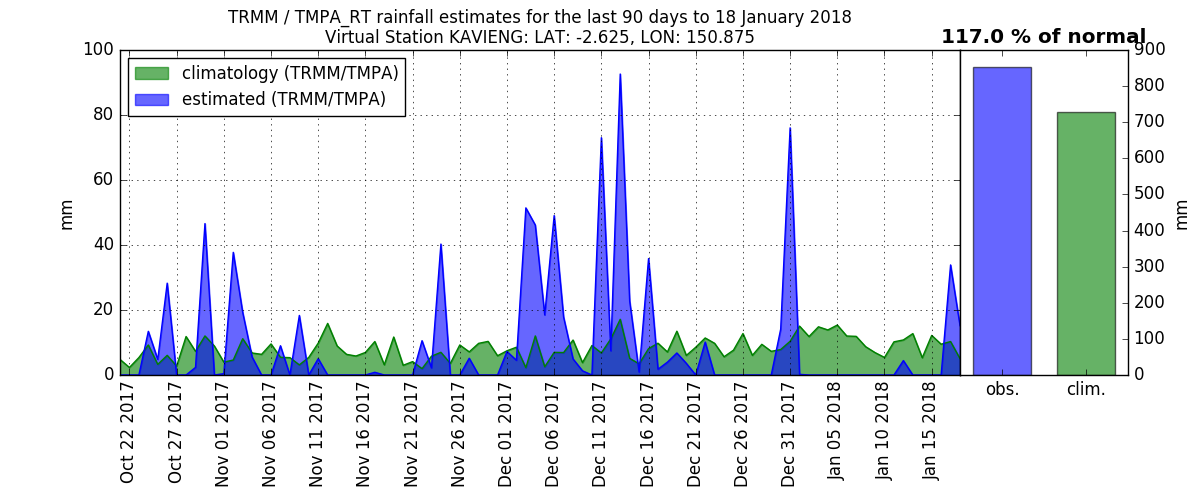 TRMM / TMPA_RT rainfall estimates for the last 90 days to 18 January 2018
Virtual Station KAVIENG: LAT: -2.625, LON: 150.875
117.0 % of normal
climatology (TRMM/TMPA)
estimated (TRMM/TMPA)
100
80
60
40
20
0
mm
Oct 22 2017
Oct 27 2017
Nov 01 2017
Nov 06 2017
Nov 11 2017
Nov 16 2017
Nov 21 2017
Nov 26 2017
Dec 01 2017
Dec 06 2017
Dec 11 2017
Dec 16 2017
Dec 21 2017
Dec 26 2017
Dec 31 2017
Jan 05 2018
Jan 10 2018
Jan 15 2018
900
800
700
600
500
400
300
200
100
0
mm
obs.
clim.